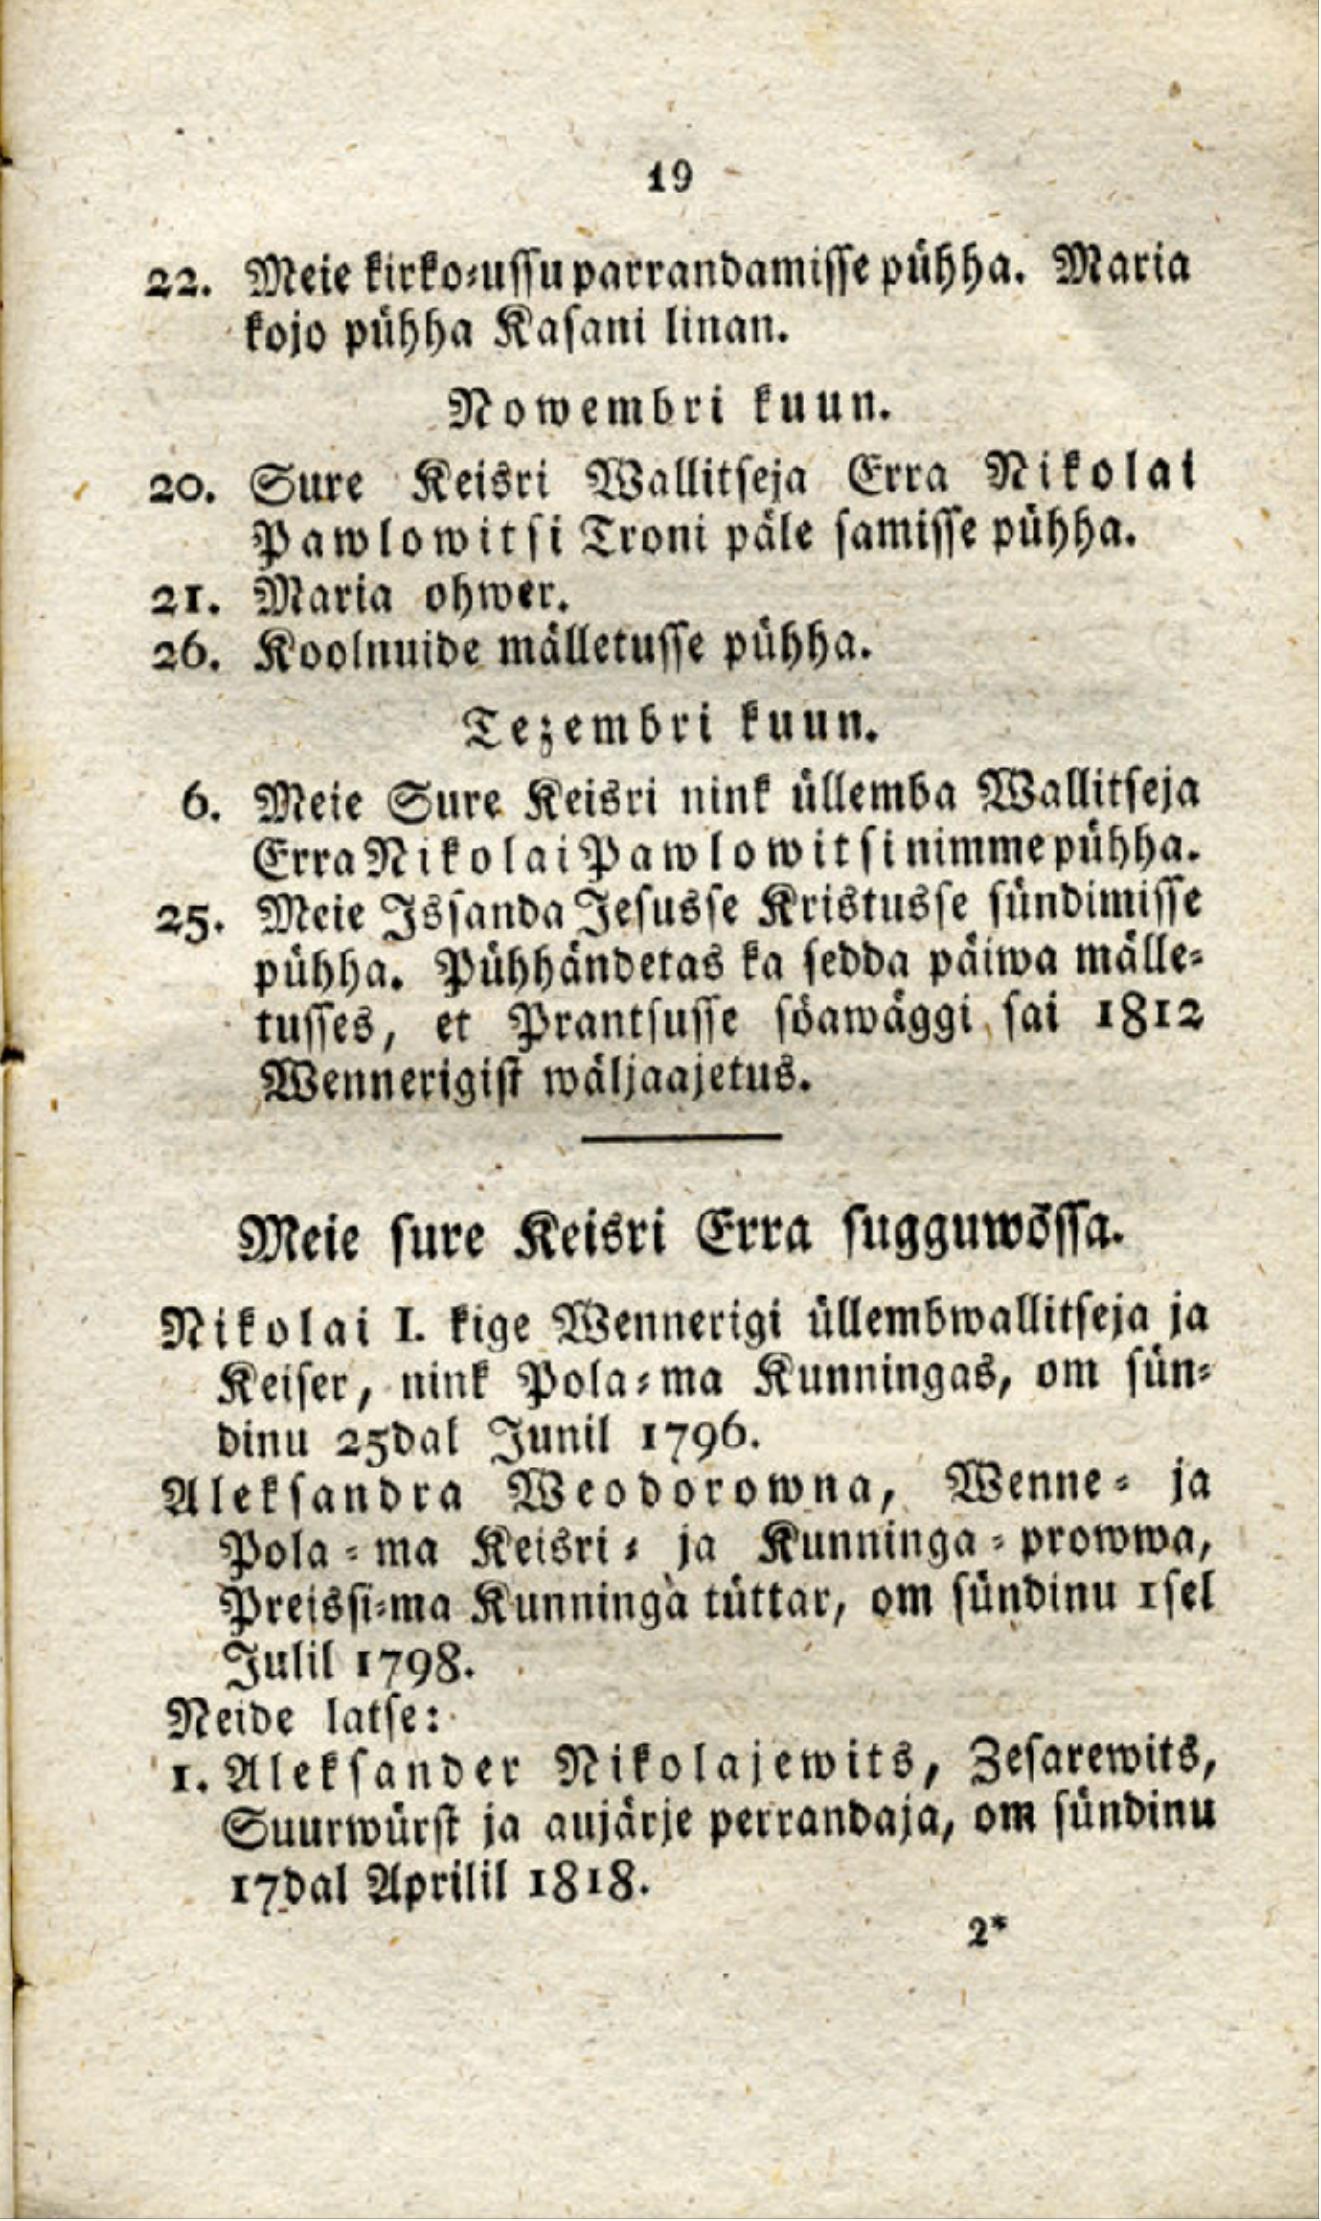 19
22. Meie kirko-ussu parrandamisse pühha. Maria
kojo pühha Kasani linan.
Nowembri kuun.
20. Sure Keisri Wallitseja Erra Nikolai
Pawlowitsi Troni päle samisse pühha.
21. Maria ohwer.
26. Koolnuide mälletusse pühha.
Tezembri kuun.
6. Meie Sure Keisri nink üllemba Wallitseja
Erra Nikolai Pawlowitsi nimme pühha.
25. Meie Issanda Jesusse Kristusse sündimisse
pühha. Pühhändetas ka sedda päiwa mälle-
tusses, et Prantsusse söawäggi sai 1812
Wennerigist wäljaajetus.
Meie sure Keisri Erra sugguwössa.
Nikolai I. kige Wennerigi üllembwallitseja ja
Keiser, nink Pola-ma Kunningas, om sün-
dinu 25dal Junil 1796.
Aleksandra Weodorowna, Wenne- ja
Pola-ma Keisri- ja Kunninga-prowwa,
Preissi-ma Kunninga tüttar, om sündinu 1sel
Julil 1798.
Neide latse:
1. Aleksander Nikolajewits, Zesarewits,
Suurwürst ja aujärje perrandaja, om sündinu
17dal Aprilil 1818.
2*